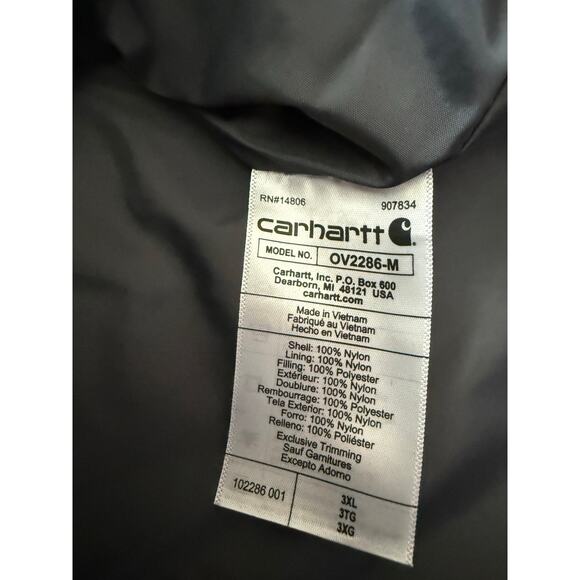 RN#14806 907834
carhartt
MODEL NO. OV2286-M
Carhartt, Inc. P.O. Box 600
Dearborn, MI 48121 USA
carhartt.com
Made in Vietnam
Fabriqué au Vietnam
Hecho en Vietnam
Shell: 100% Nylon
Lining: 100% Nylon
Filling: 100% Polyester
Extérieur: 100% Nylon
Doublure: 100% Nylon
Rembourrage: 100% Polyester
Tela Exterior: 100% Nylon
Forro: 100% Nylon
Relleno: 100% Poliéster
Exclusive Trimming
Sauf Garnitures
Excepto Adorno
102286 001
3XL
3TG
3XG